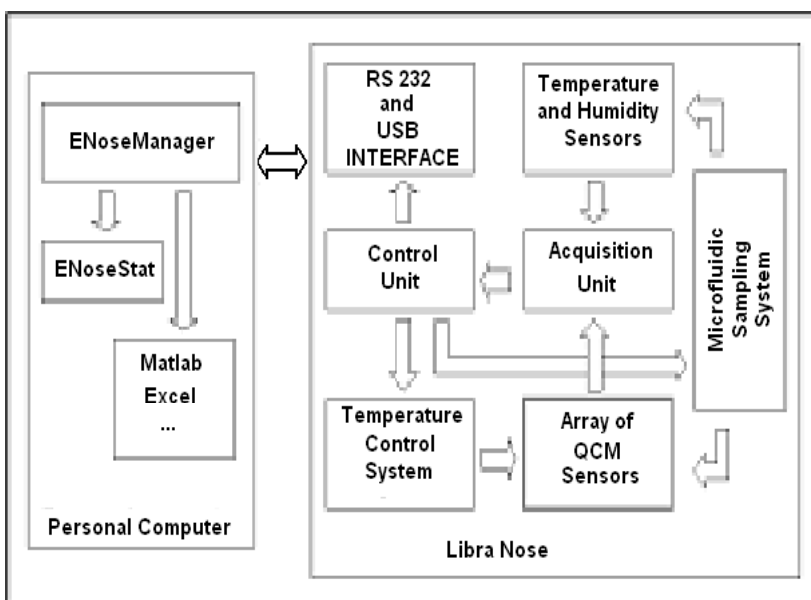 ENoseManager
ENoseStat
Matlab
Excel
...
Personal Computer
RS 232
and
USB
INTERFACE
Temperature
and Humidity
Sensors
Control
Unit
Acquisition
Unit
Microfluidic
Sampling
System
Temperature
Control
System
Array of
QCM
Sensors
Libra Nose